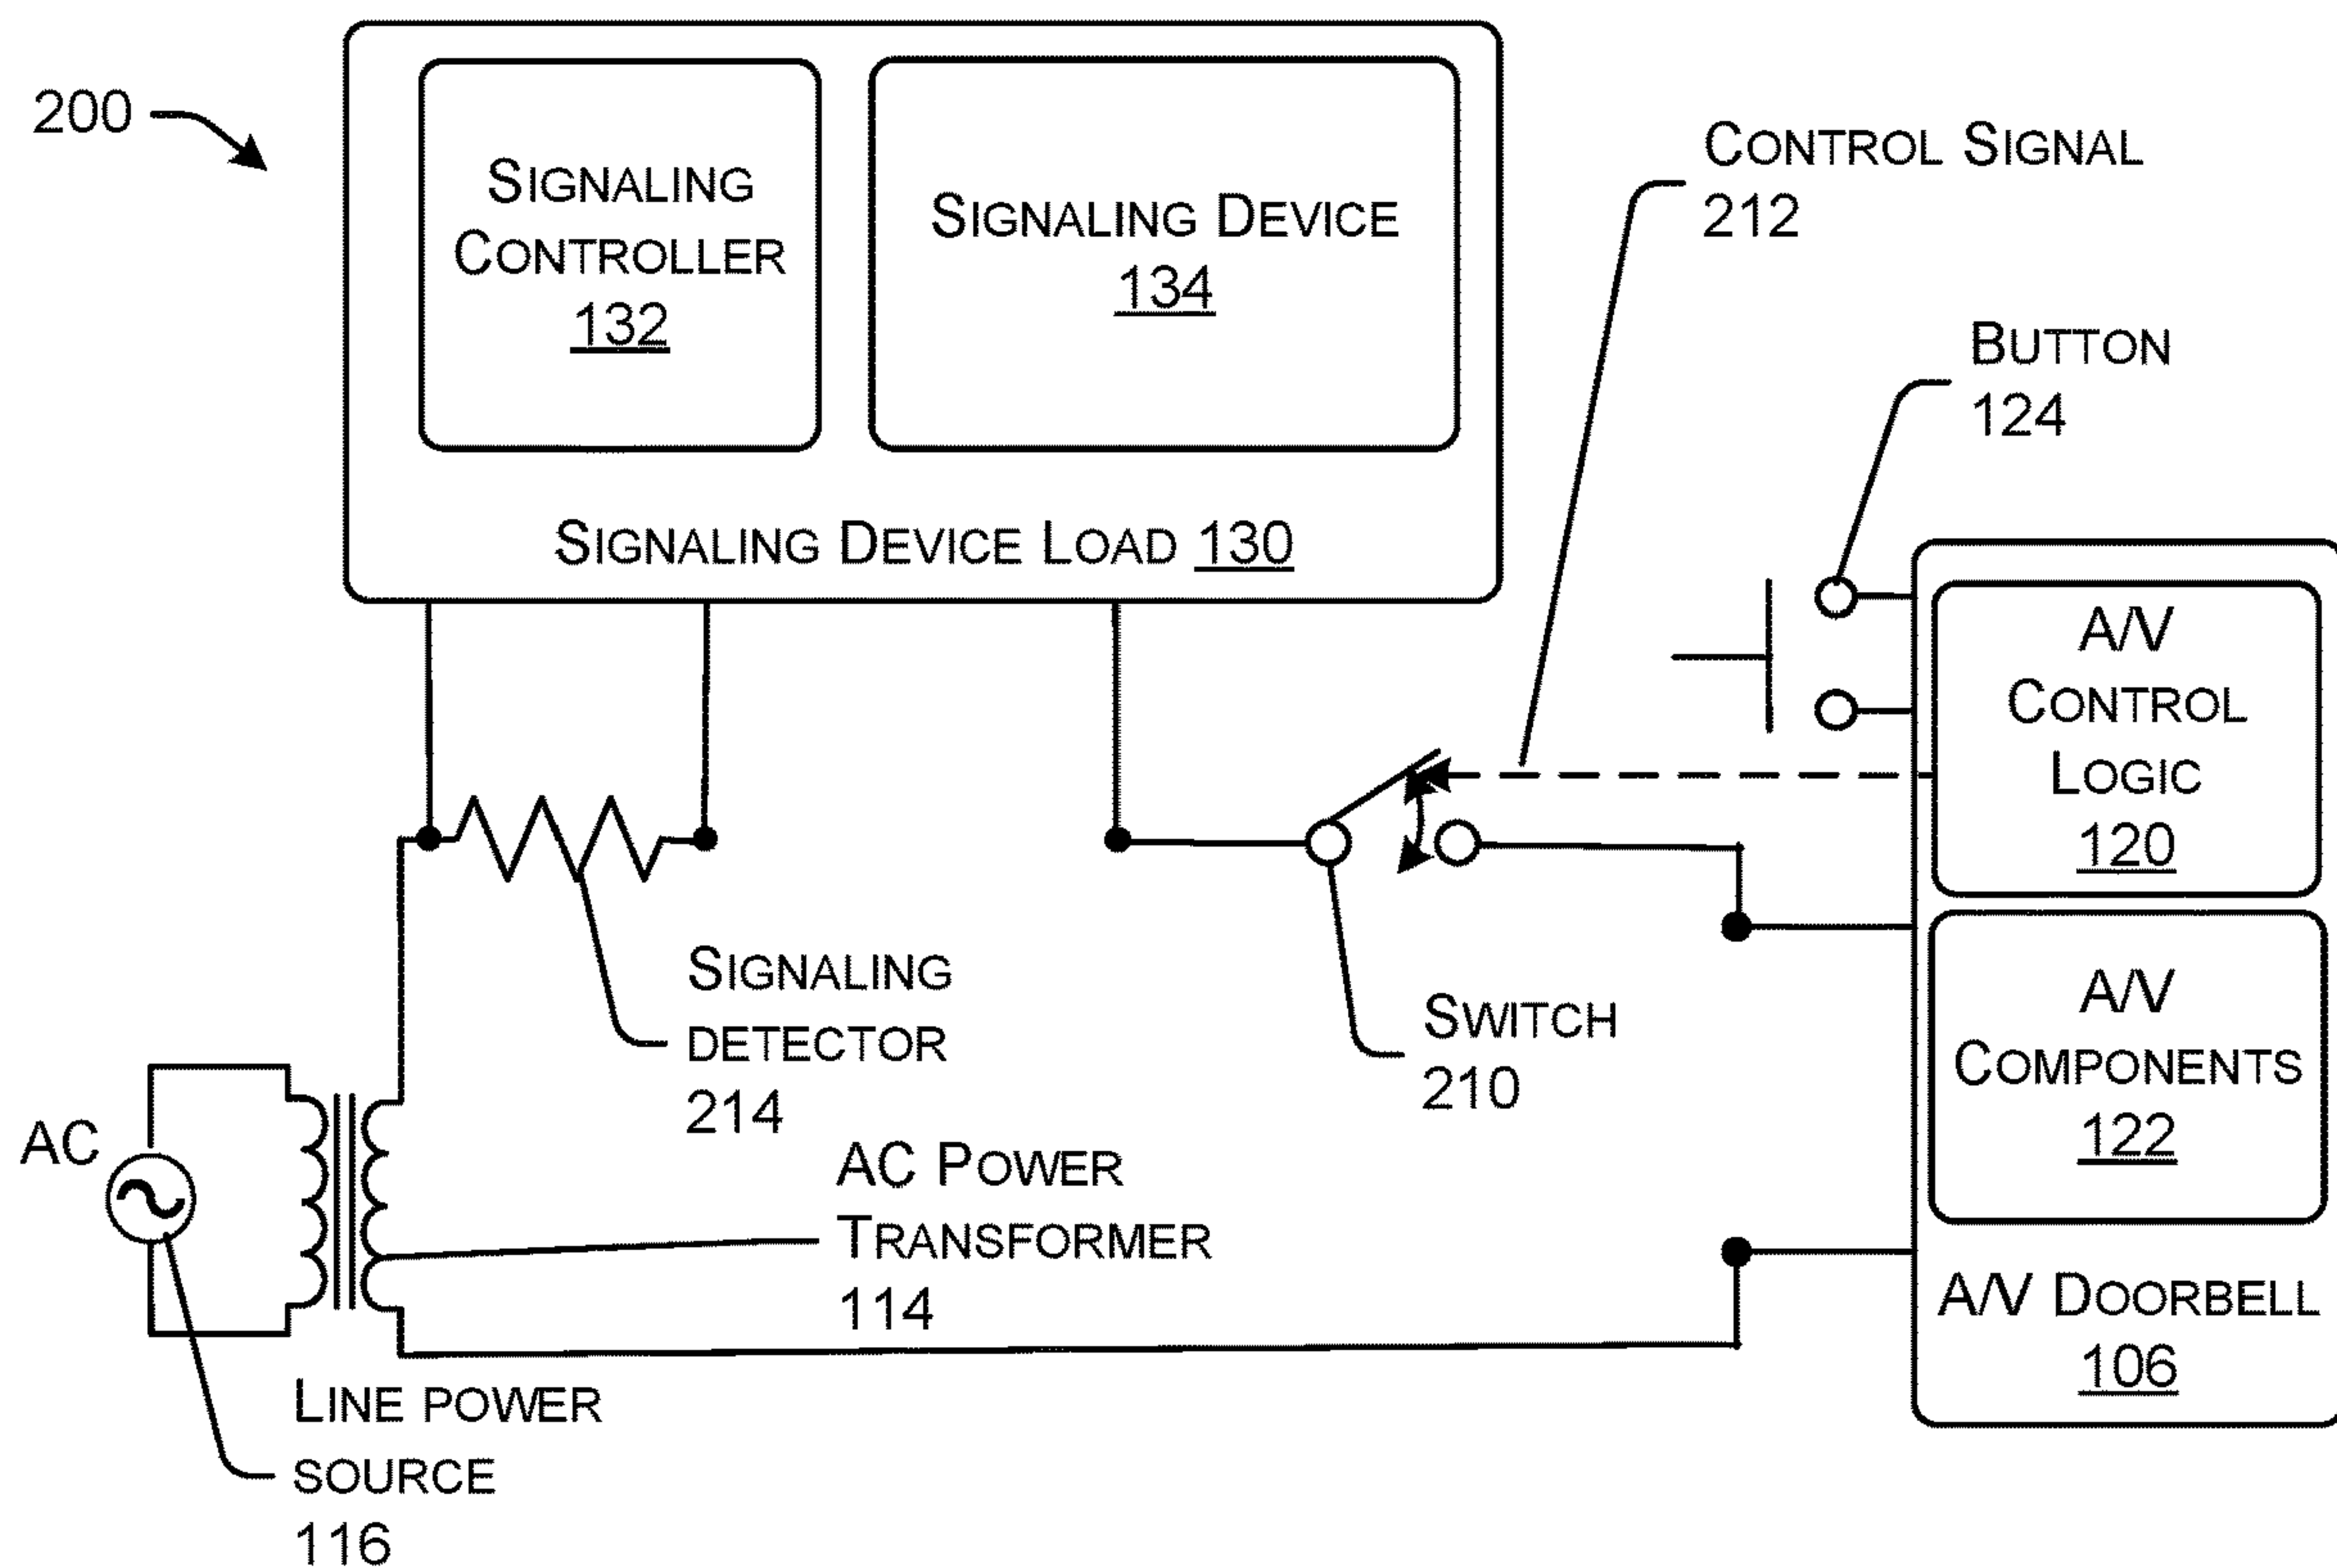 200
SIGNALING
CONTROLLER
132
SIGNALING DEVICE
134
SIGNALING DEVICE LOAD 130
CONTROL SIGNAL
212
BUTTON
124
A/V
CONTROL
LOGIC
120
A/V
COMPONENTS
122
A/V DOORBELL
106
SWITCH
210
SIGNALING
DETECTOR
214
AC POWER
TRANSFORMER
114
AC
LINE POWER
SOURCE
116